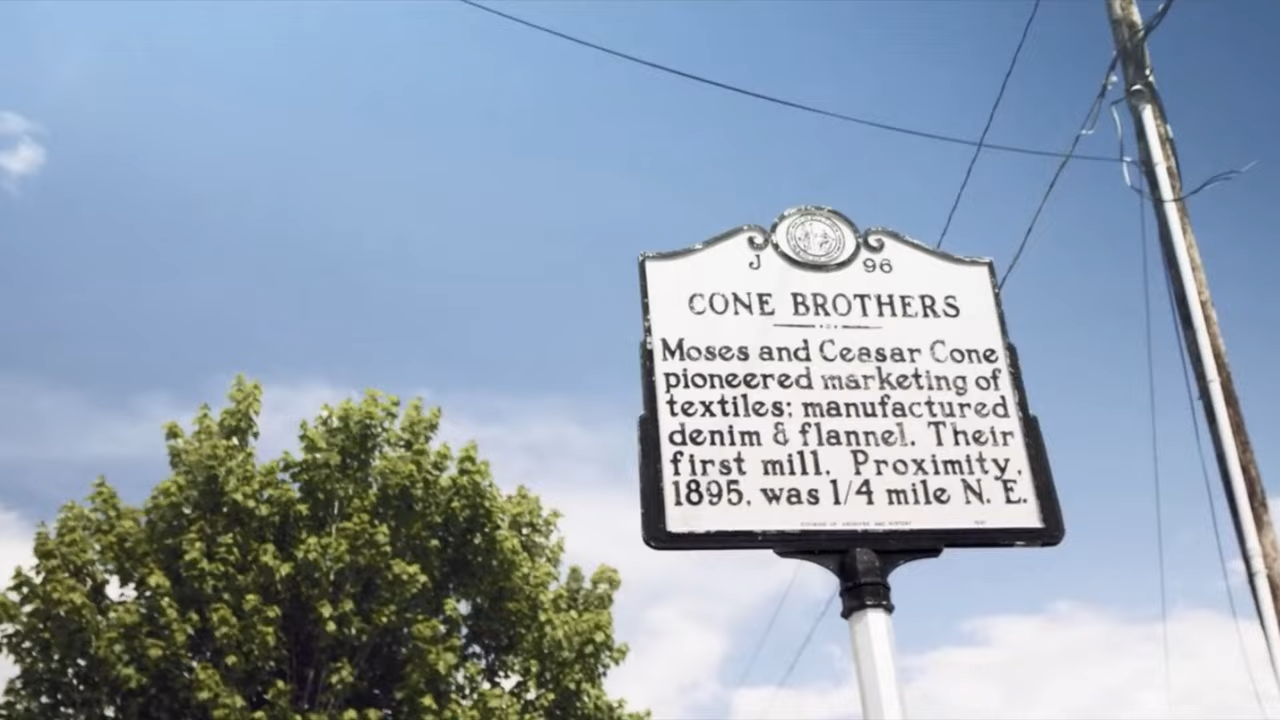 J 96
CONE BROTHERS
Moses and Ceasar Cone
pioneered marketing of
textiles; manufactured
denim & flannel. Their
first mill, Proximity,
1895, was 1/4 mile N. E.